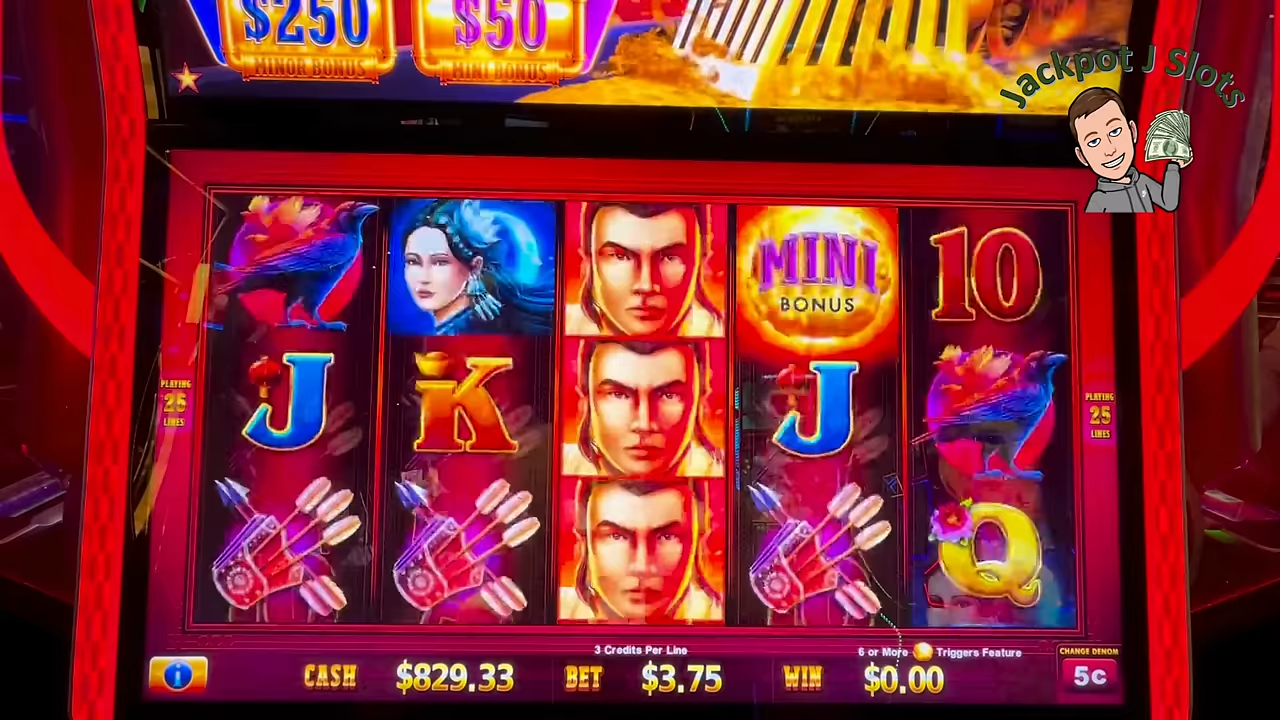 $250
$50
MINOR BONUS
MINI BONUS
Jackpot J Slots
MINI
BONUS
10
J
K
J
Q
PLAYING
25
LINES
PLAYING
25
LINES
3 Credits Per Line
6 or More Triggers Feature
CHANGE DENOM
CASH $829.33 BET $3.75 WIN $0.00
5¢